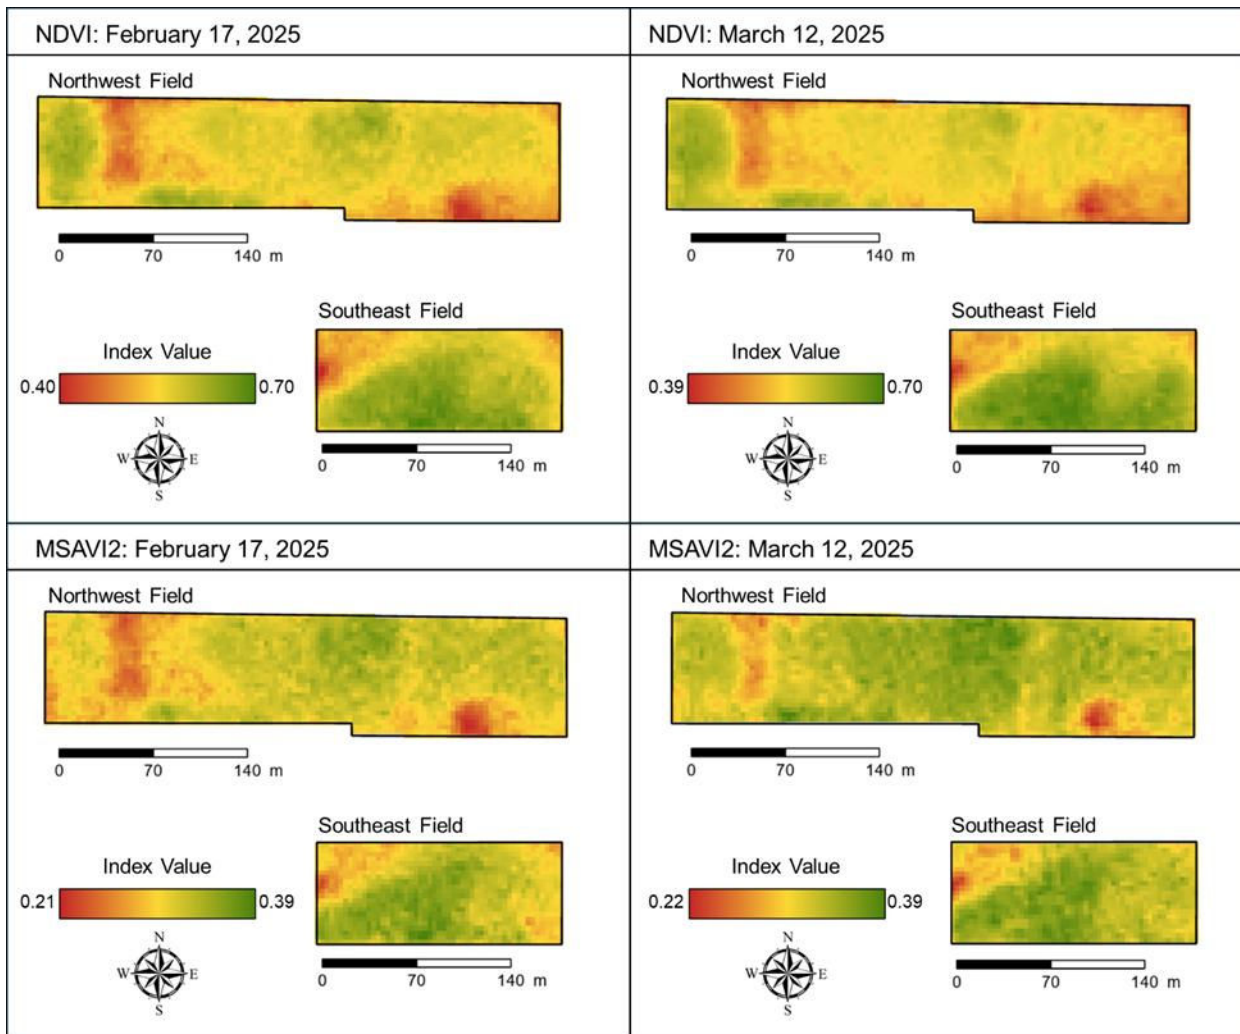 NDVI: February 17, 2025
Northwest Field
0 70 140 m
Southeast Field
Index Value
0.40 0.70
N
W E
S
0 70 140 m
NDVI: March 12, 2025
Northwest Field
0 70 140 m
Southeast Field
Index Value
0.39 0.70
N
W E
S
0 70 140 m
MSAVI2: February 17, 2025
Northwest Field
0 70 140 m
Southeast Field
Index Value
0.21 0.39
N
W E
S
0 70 140 m
MSAVI2: March 12, 2025
Northwest Field
0 70 140 m
Southeast Field
Index Value
0.22 0.39
N
W E
S
0 70 140 m